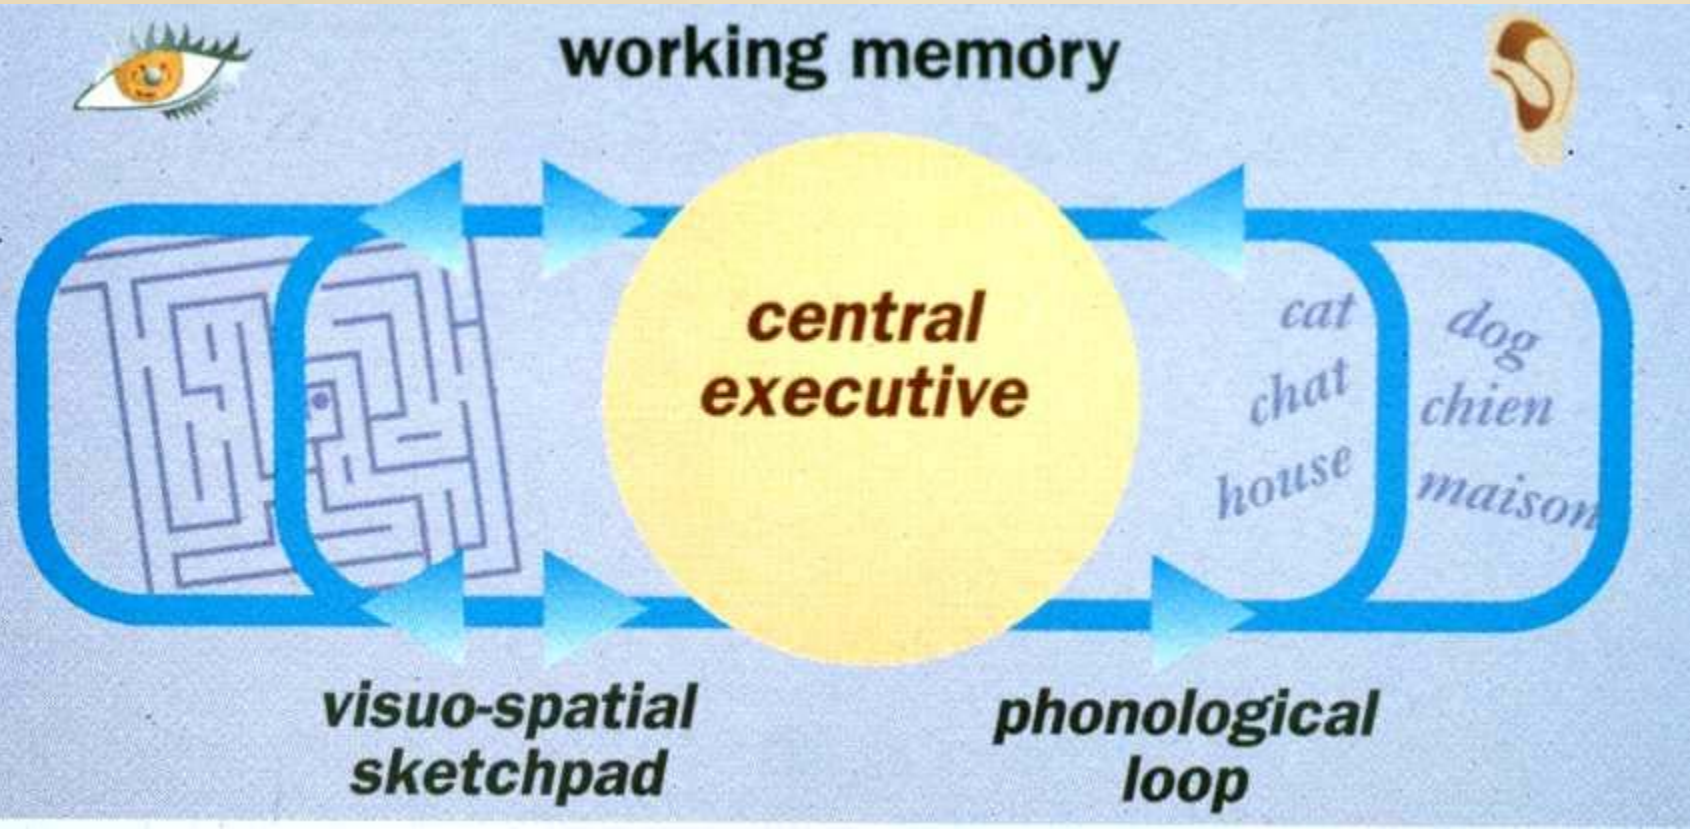 working memory
central
executive
cat
chat
house
dog
chien
maison
visuo-spatial
sketchpad
phonological
loop